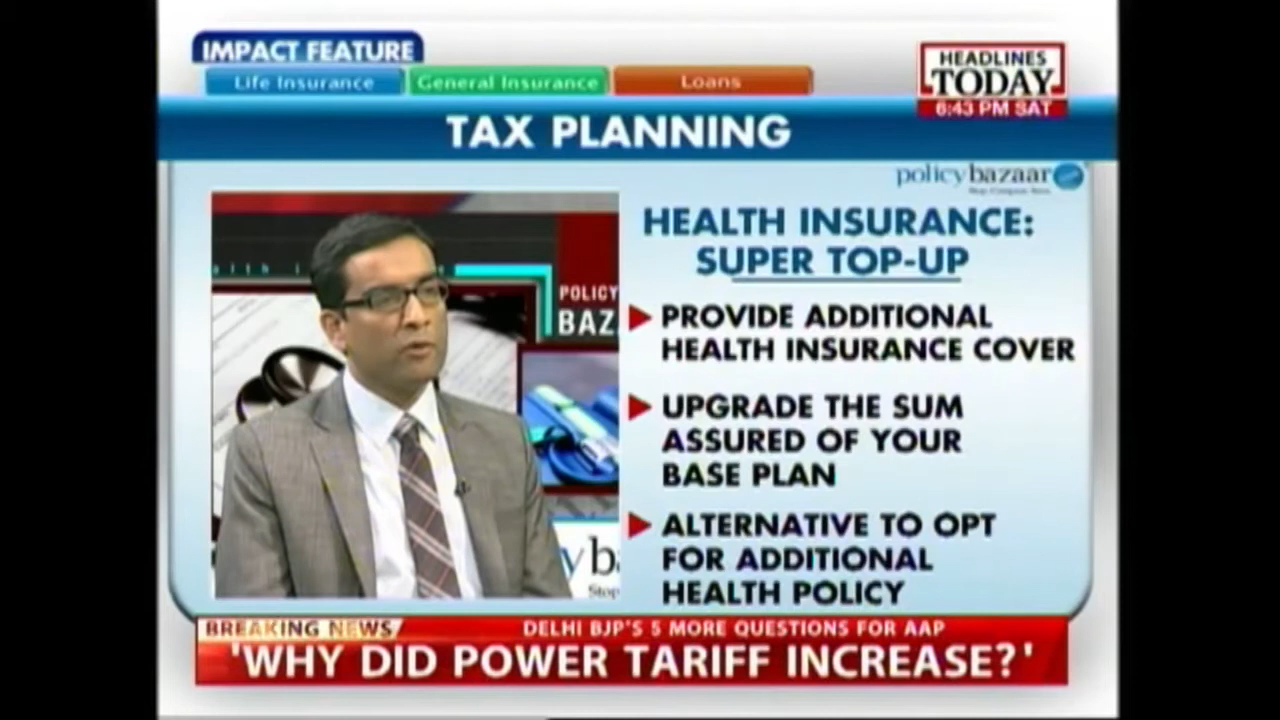 IMPACT FEATURE
Life Insurance
General Insurance
Loans
HEADLINES
TODAY
6:43 PM SAT
TAX PLANNING
policybazaar
HEALTH INSURANCE:
SUPER TOP-UP
PROVIDE ADDITIONAL
HEALTH INSURANCE COVER
UPGRADE THE SUM
ASSURED OF YOUR
BASE PLAN
ALTERNATIVE TO OPT
FOR ADDITIONAL
HEALTH POLICY
POLICY
BAZ
yb
Stop
BREAKING NEWS
DELHI BJP'S 5 MORE QUESTIONS FOR AAP
'WHY DID POWER TARIFF INCREASE?'